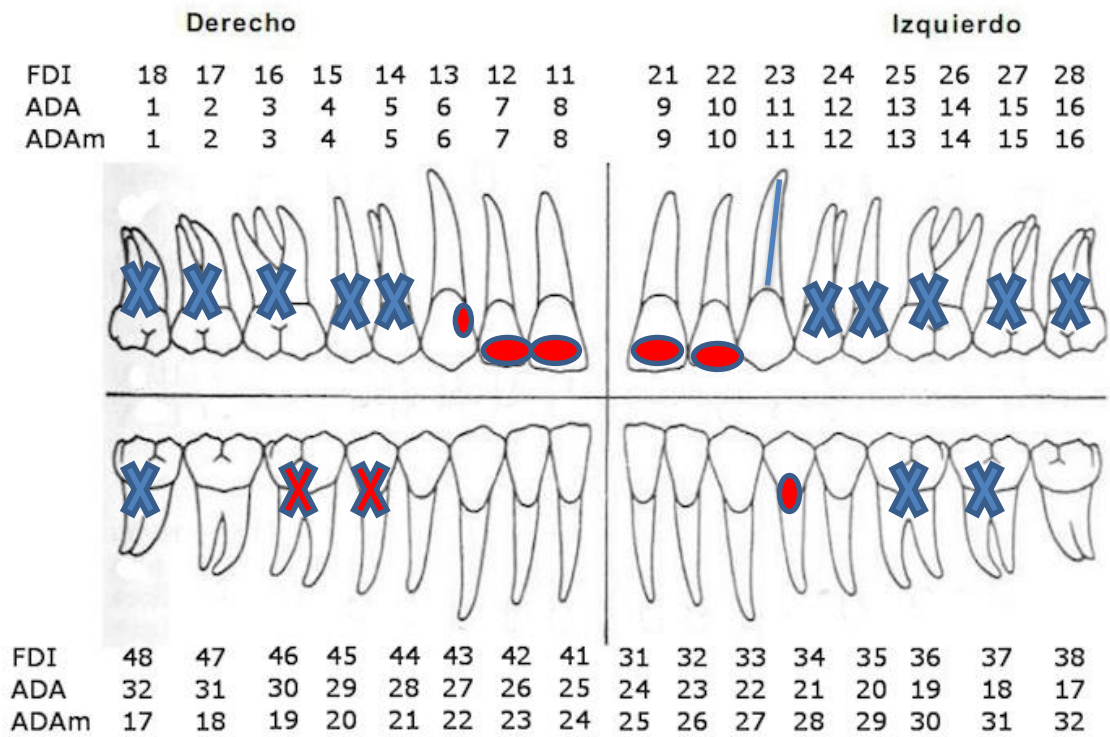 Derecho Izquierdo
FDI 18 17 16 15 14 13 12 11 21 22 23 24 25 26 27 28
ADA 1 2 3 4 5 6 7 8 9 10 11 12 13 14 15 16
ADAm 1 2 3 4 5 6 7 8 9 10 11 12 13 14 15 16
FDI 48 47 46 45 44 43 42 41 31 32 33 34 35 36 37 38
ADA 32 31 30 29 28 27 26 25 24 23 22 21 20 19 18 17
ADAm 17 18 19 20 21 22 23 24 25 26 27 28 29 30 31 32